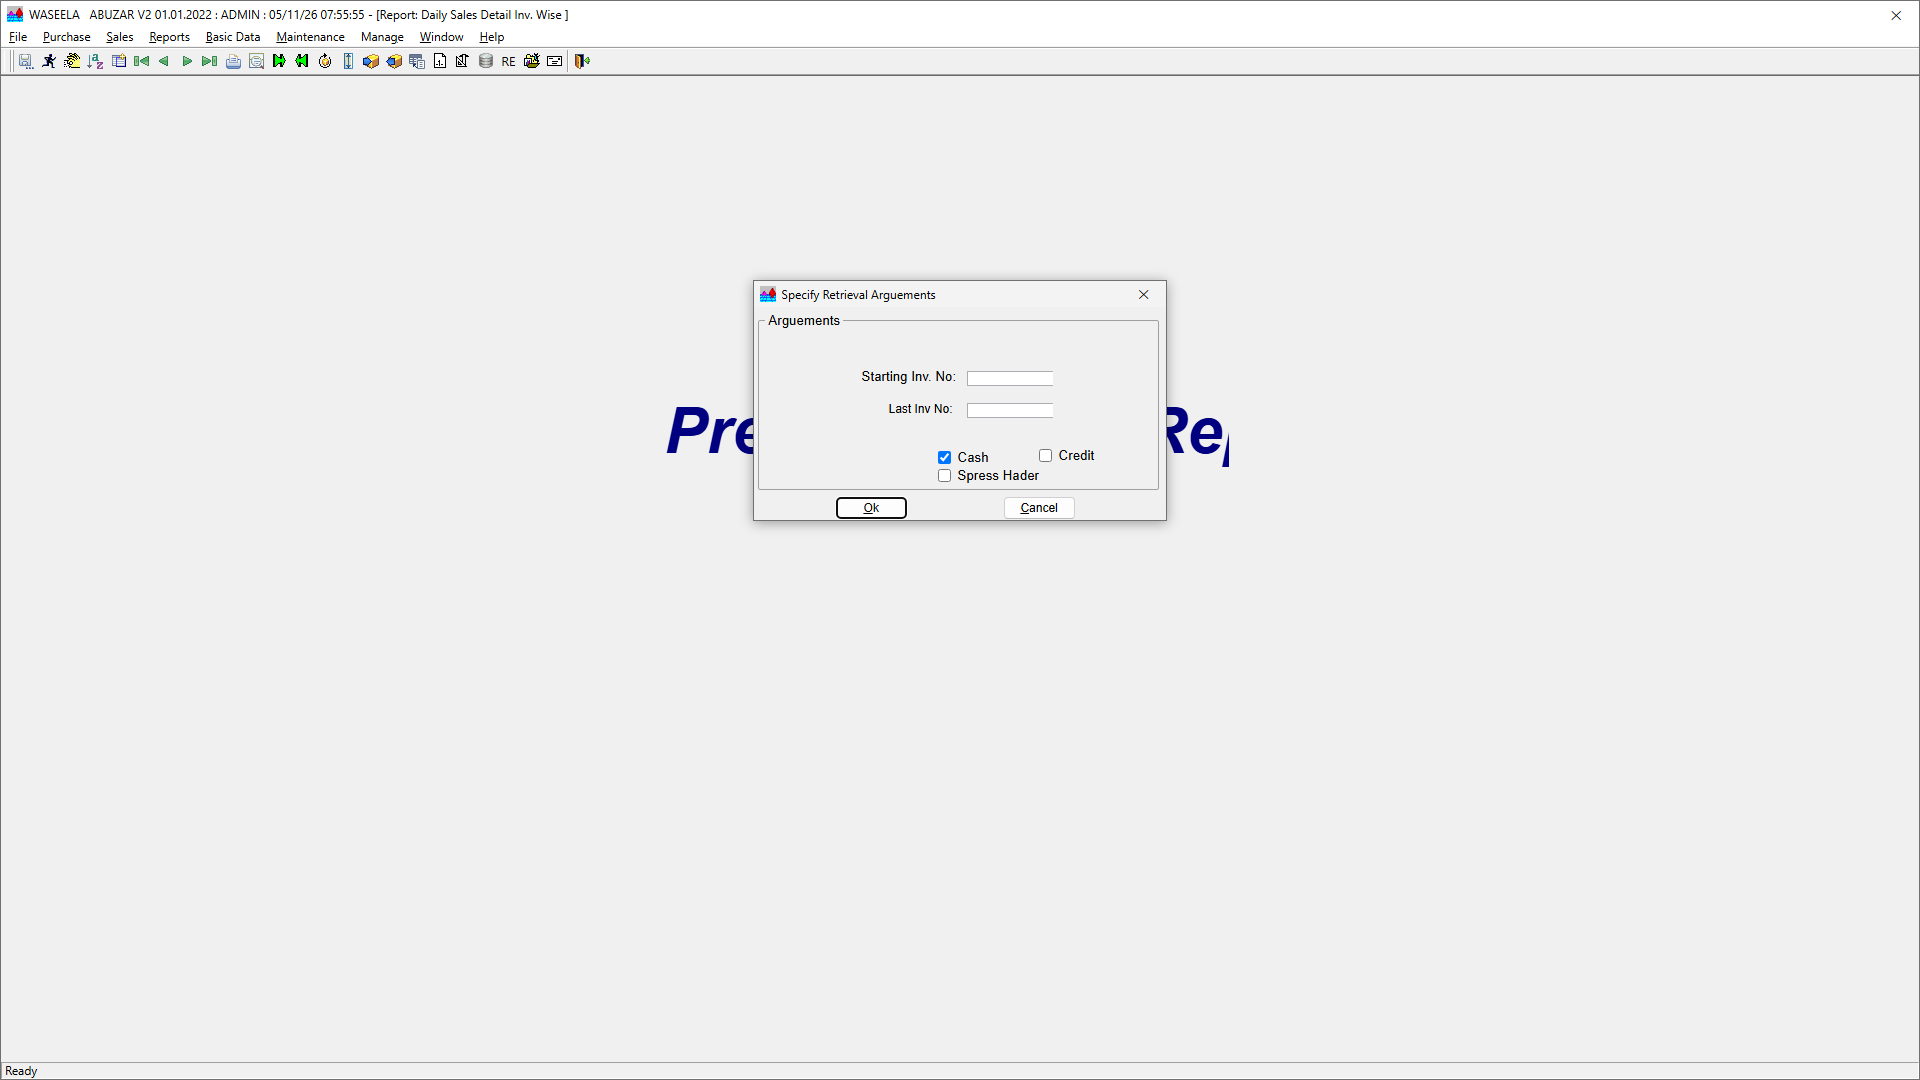 WASEELA   ABUZAR V2 01.01.2022 : ADMIN : 05/11/26 07:55:55 - [Report: Daily Sales Detail Inv. Wise ]
File Purchase Sales Reports Basic Data Maintenance Manage Window Help
RE
Specify Retrieval Arguements
Arguements
Starting Inv. No:
Last Inv No:
Cash Credit
Spress Hader
Ok Cancel
Ready